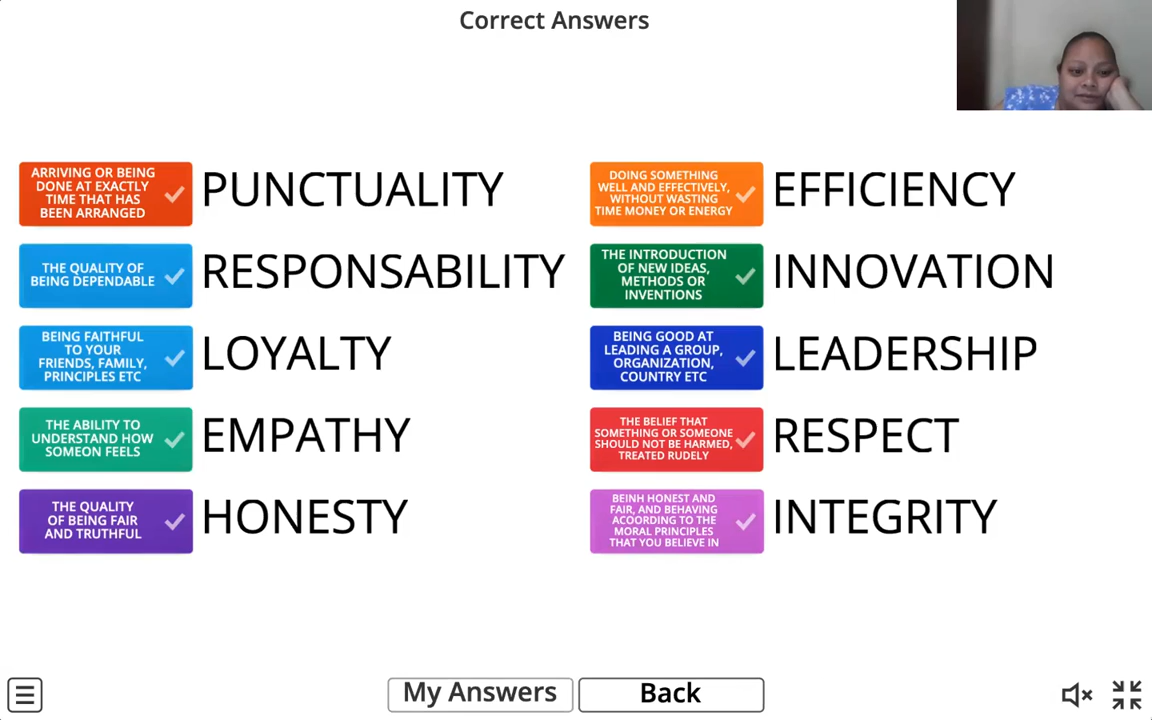 Correct Answers
ARRIVING OR BEING
DONE AT EXACTLY
TIME THAT HAS
BEEN ARRANGED
PUNCTUALITY
THE QUALITY OF
BEING DEPENDABLE
RESPONSABILITY
BEING FAITHFUL
TO YOUR
FRIENDS, FAMILY,
PRINCIPLES ETC
LOYALTY
THE ABILITY TO
UNDERSTAND HOW
SOMEON FEELS
EMPATHY
THE QUALITY
OF BEING FAIR
AND TRUTHFUL
HONESTY
DOING SOMETHING
WELL AND EFFECTIVELY,
WITHOUT WASTING
TIME MONEY OR ENERGY
EFFICIENCY
THE INTRODUCTION
OF NEW IDEAS,
METHODS OR
INVENTIONS
INNOVATION
BEING GOOD AT
LEADING A GROUP,
ORGANIZATION,
COUNTRY ETC
LEADERSHIP
THE BELIEF THAT
SOMETHING OR SOMEONE
SHOULD NOT BE HARMED,
TREATED RUDELY
RESPECT
BEINH HONEST AND
FAIR, AND BEHAVING
ACOORDING TO THE
MORAL PRINCIPLES
THAT YOU BELIEVE IN
INTEGRITY
My Answers
Back